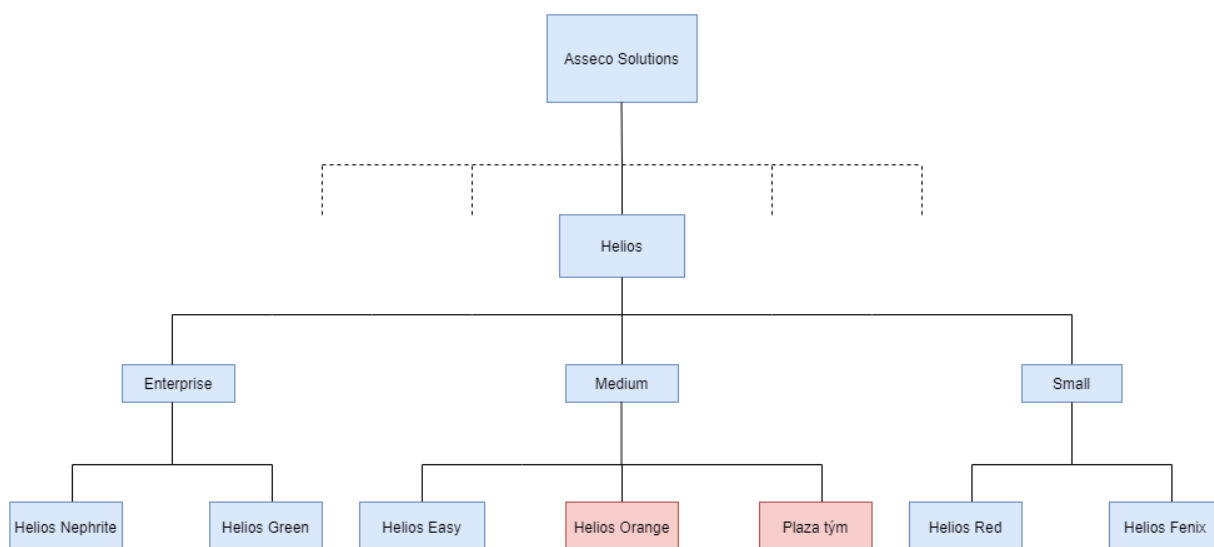 Asseco Solutions
Helios
Enterprise
Medium
Small
Helios Nephrite
Helios Green
Helios Easy
Helios Orange
Plaza tým
Helios Red
Helios Fenix